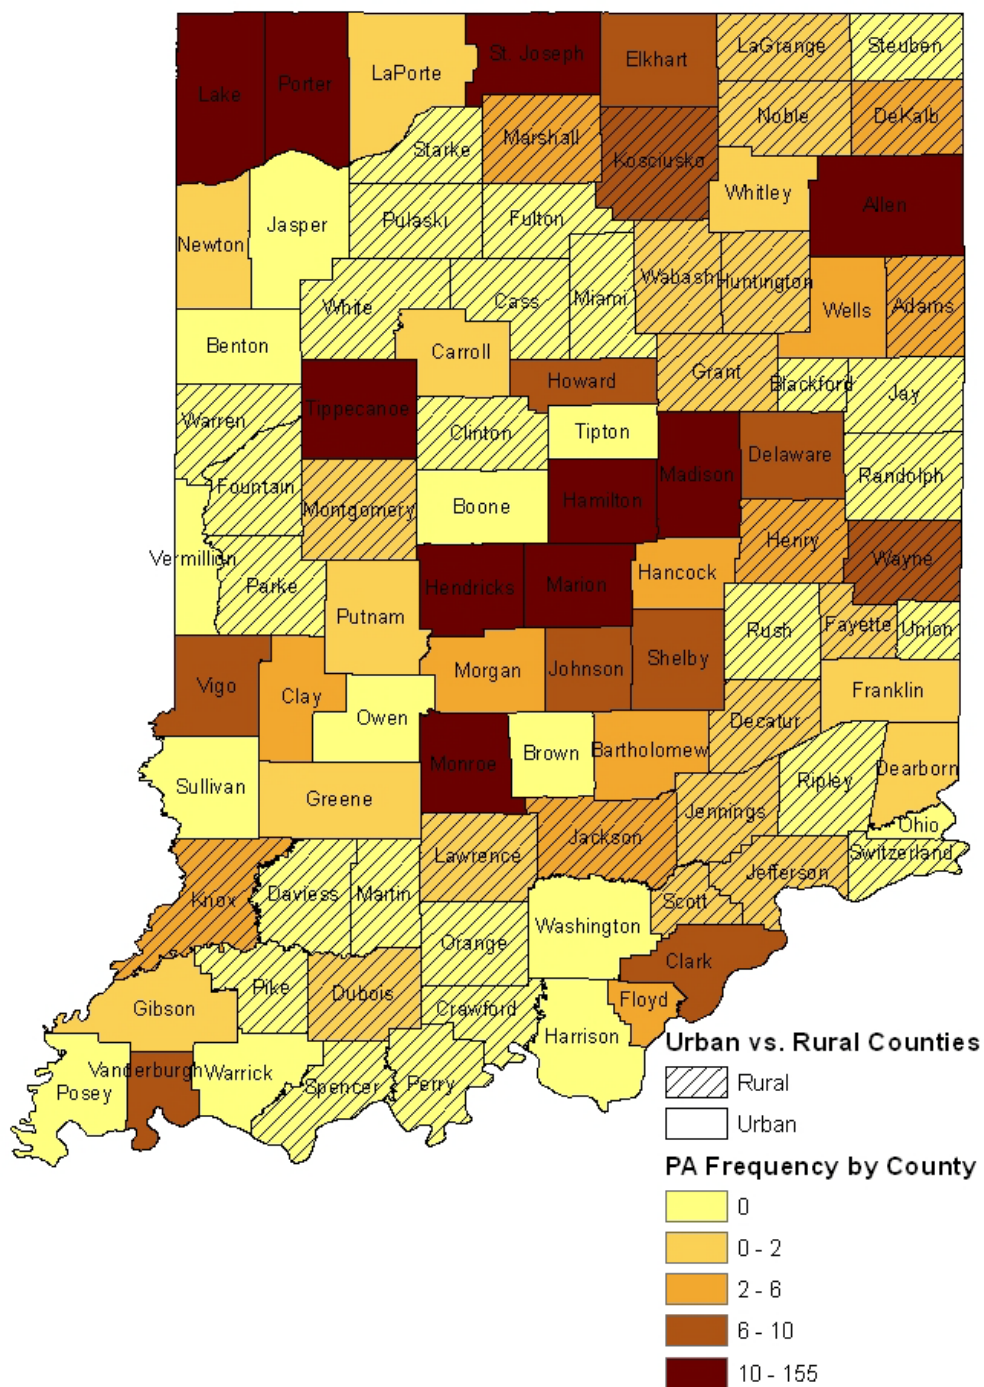 LaGrange
Steuben
St. Joseph
Elkhart
LaPorte
Porter
Lake
Noble
DeKalb
Marshall
Starke
Kosciusko
Whitley
Allen
Pulaski
Fulton
Jasper
Newton
Wabash
Huntington
Miami
Cass
White
Wells
Adams
Benton
Carroll
Grant
Howard
Blackford
Jay
Tippecanoe
Warren
Clinton
Tipton
Delaware
Madison
Randolph
Fountain
Montgomery
Boone
Hamilton
Henry
Wayne
Vermillion
Parke
Hendricks
Marion
Hancock
Putnam
Rush
Fayette
Union
Vigo
Clay
Morgan
Johnson
Shelby
Franklin
Owen
Decatur
Monroe
Brown
Bartholomew
Ripley
Dearborn
Sullivan
Greene
Jennings
Ohio
Jackson
Switzerland
Lawrence
Jefferson
Knox
Daviess
Martin
Scott
Washington
Orange
Clark
Pike
Dubois
Floyd
Gibson
Crawford
Harrison
Vanderburgh
Warrick
Posey
Spencer
Perry
Urban vs. Rural Counties
Rural
Urban
PA Frequency by County
0
0 - 2
2 - 6
6 - 10
10 - 155